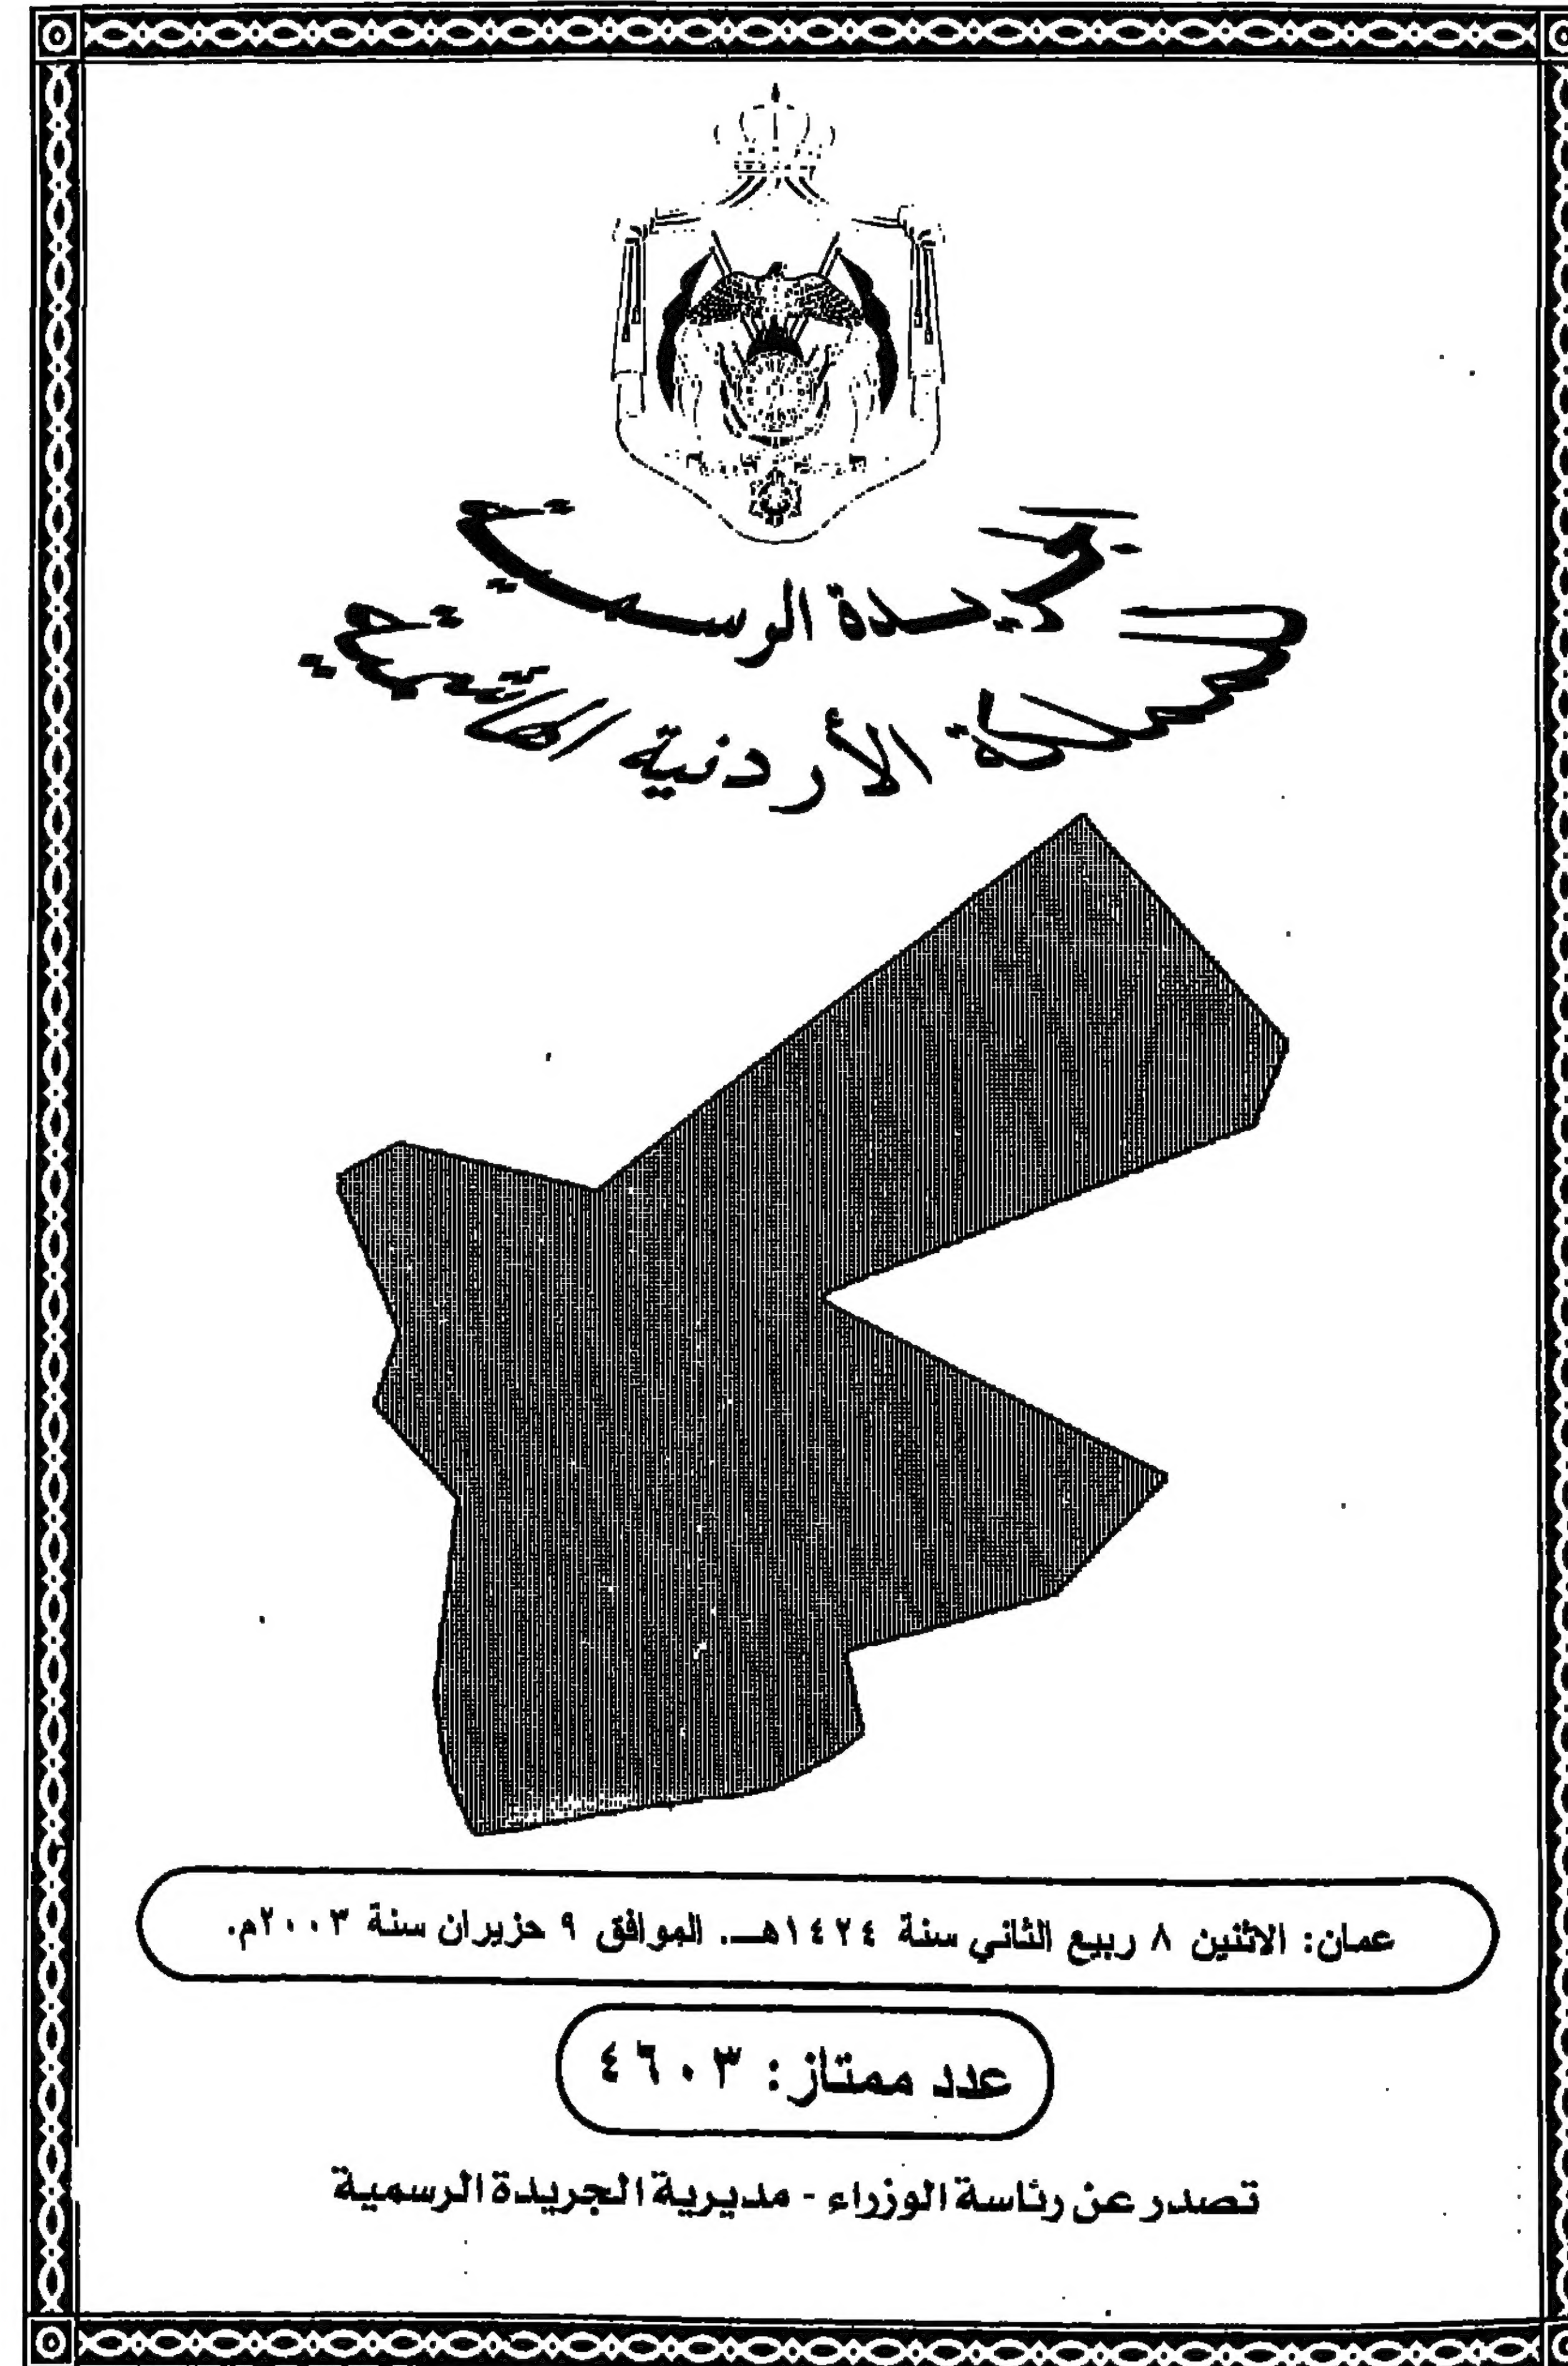 الجريدة الرسمية
للمملكة الأردنية الهاشمية
عمان: الاثنين ٨ ربيع الثاني سنة ١٤٢٤هـ. الموافق ٩ حزيران سنة ٢٠٠٣م.
عدد ممتاز: ٤٦٠٣
تصدر عن رئاسة الوزراء - مديرية الجريدة الرسمية